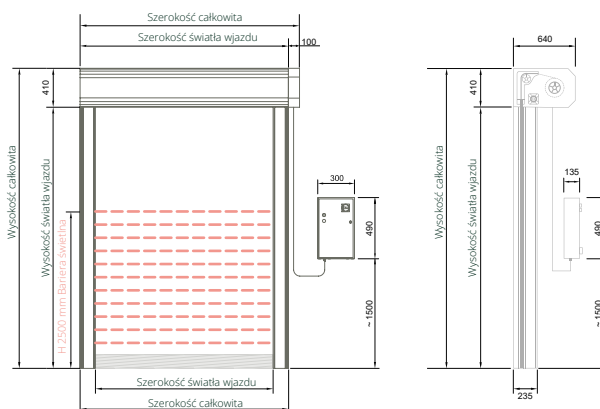 Szerokość całkowita
Szerokość światła wjazdu
100
640
410
410
Wysokość całkowita
Wysokość światła wjazdu
H 2500 mm Bariera świetlna
300
490
~ 1500
Wysokość całkowita
Wysokość światła wjazdu
135
490
~ 1500
Szerokość światła wjazdu
Szerokość całkowita
235